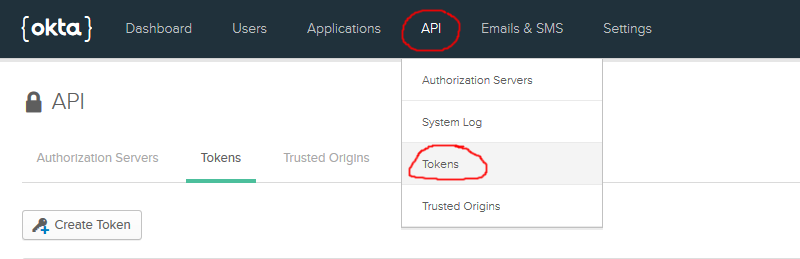 {okta} Dashboard Users Applications API Emails & SMS Settings
Authorization Servers
System Log
Tokens
Trusted Origins
API
Authorization Servers Tokens Trusted Origins
Create Token